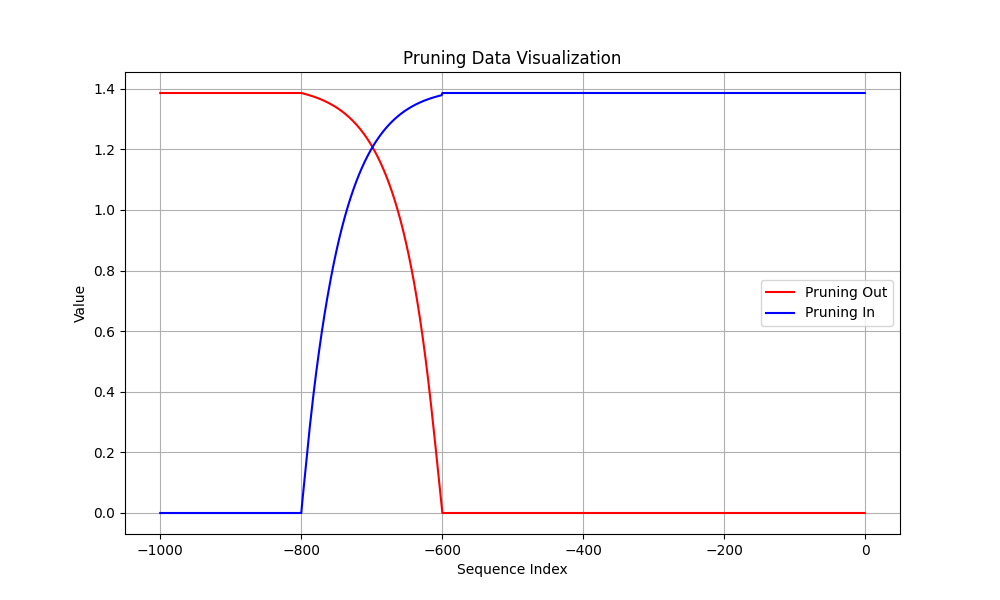 Pruning Data Visualization
1.4
1.2
1.0
0.8
0.6
0.4
0.2
0.0
Value
Pruning Out
Pruning In
−1000 −800 −600 −400 −200 0
Sequence Index